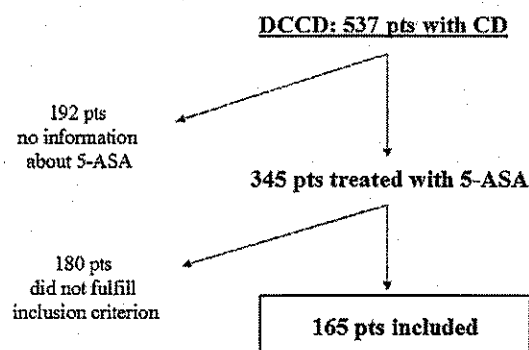 DCCD: 537 pts with CD
192 pts
no information
about 5-ASA
345 pts treated with 5-ASA
180 pts
did not fulfill
inclusion criterion
165 pts included